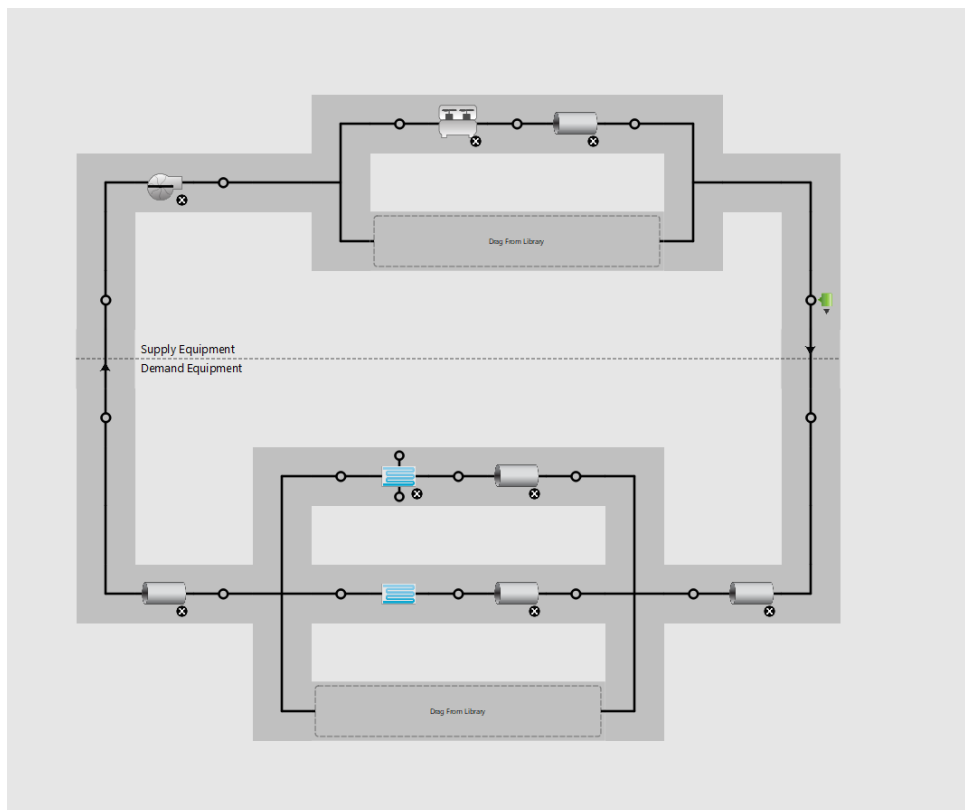 Drag From Library
Supply Equipment
Demand Equipment
Drag From Library